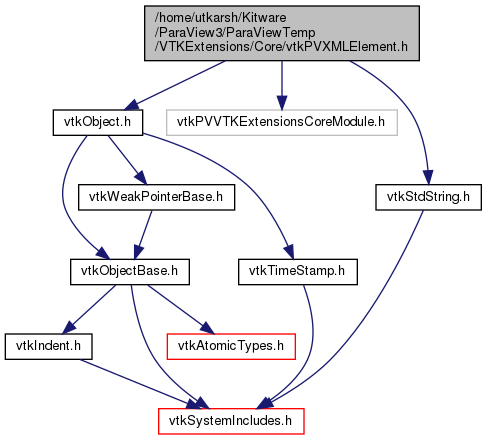 /home/utkarsh/Kitware
/ParaView3/ParaViewTemp
/VTKExtensions/Core/vtkPVXMLElement.h
vtkObject.h
vtkPVVTKExtensionsCoreModule.h
vtkWeakPointerBase.h
vtkStdString.h
vtkObjectBase.h
vtkTimeStamp.h
vtkIndent.h
vtkAtomicTypes.h
vtkSystemIncludes.h